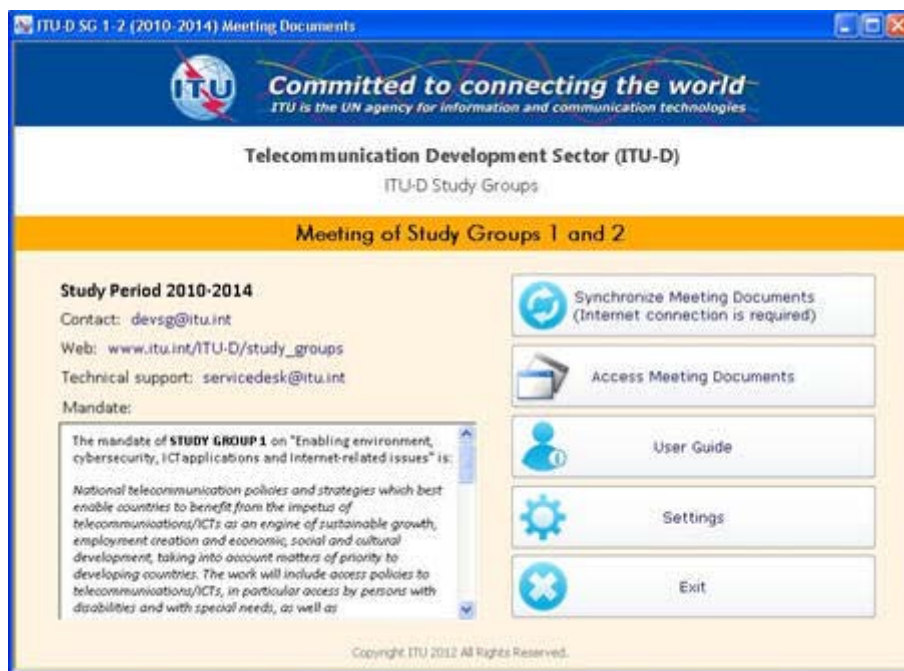 ITU-D SG 1-2 (2010-2014) Meeting Documents
ITU
Committed to connecting the world
ITU is the UN agency for information and communication technologies
Telecommunication Development Sector (ITU-D)
ITU-D Study Groups
Meeting of Study Groups 1 and 2
Study Period 2010-2014
Contact: devsg@itu.int
Web: www.itu.int/ITU-D/study_groups
Technical support: servicedesk@itu.int
Mandate:
The mandate of STUDY GROUP 1 on "Enabling environment,
cybersecurity, ICT applications and Internet-related issues" is:
National telecommunication policies and strategies which best
enable countries to benefit from the impetus of
telecommunications/ICTs as an engine of sustainable growth,
employment creation and economic, social and cultural
development, taking into account matters of priority to
developing countries. The work will include access policies to
telecommunications/ICTs, in particular access by persons with
disabilities and with special needs, as well as
Synchronize Meeting Documents
(Internet connection is required)
Access Meeting Documents
User Guide
Settings
Exit
Copyright ITU 2012 All Rights Reserved.